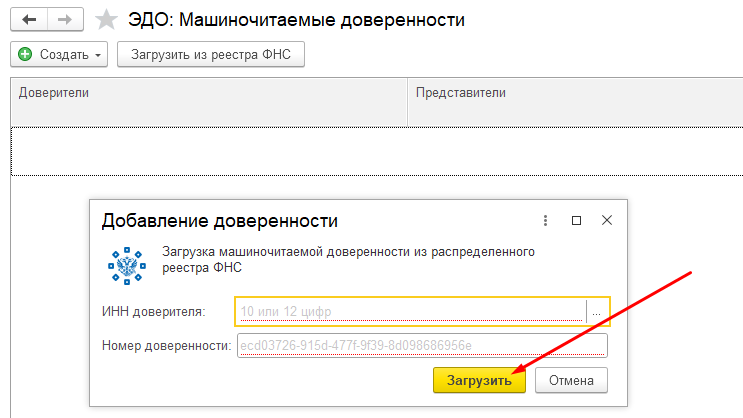 ЭДО: Машиночитаемые доверенности
Создать
Загрузить из реестра ФНС
Доверители
Представители
Добавление доверенности
Загрузка машиночитаемой доверенности из распределенного
реестра ФНС
ИНН доверителя:
10 или 12 цифр
...
Номер доверенности:
ecd03726-915d-477f-9f39-8d098686956e
Загрузить
Отмена